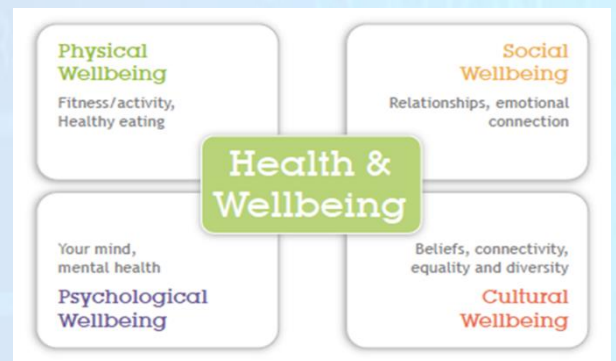 Physical
Wellbeing
Fitness/activity,
Healthy eating
Social
Wellbeing
Relationships, emotional
connection
Health &
Wellbeing
Your mind,
mental health
Psychological
Wellbeing
Beliefs, connectivity,
equality and diversity
Cultural
Wellbeing